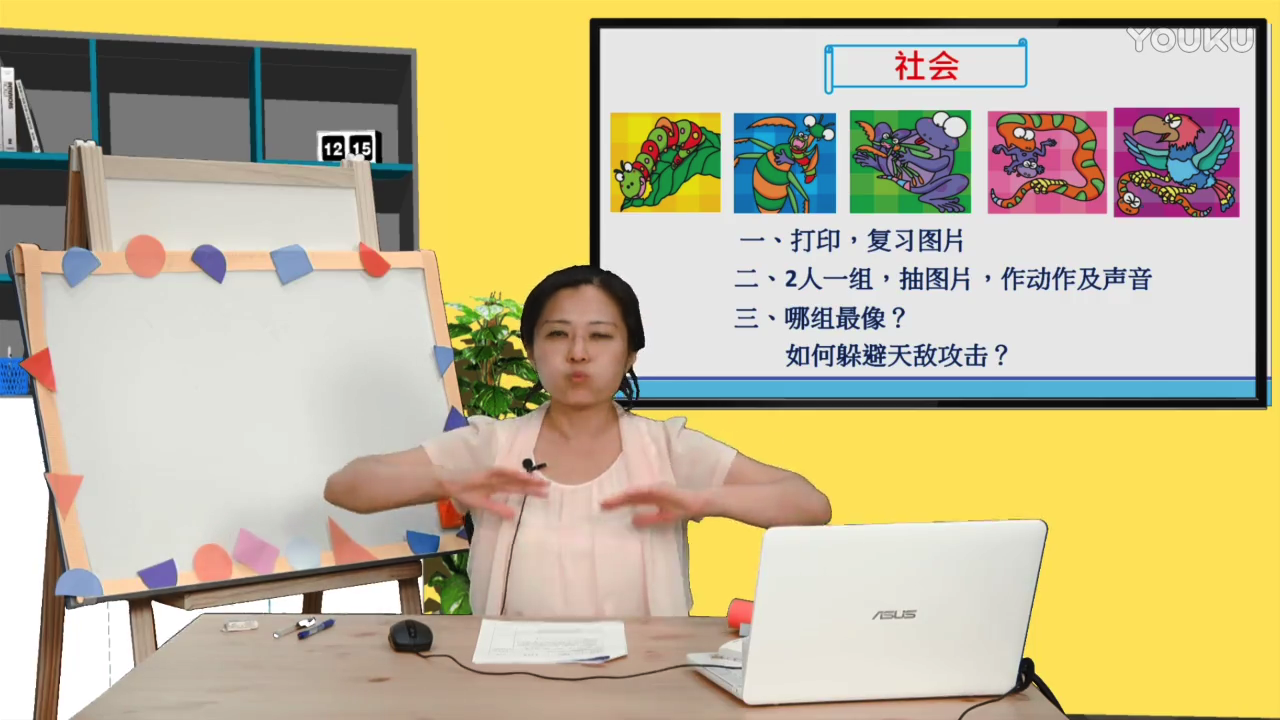 YOUKU
社会
12 15
一、打印，复习图片
二、2人一组，抽图片，作动作及声音
三、哪组最像？
如何躲避天敌攻击？
ASUS